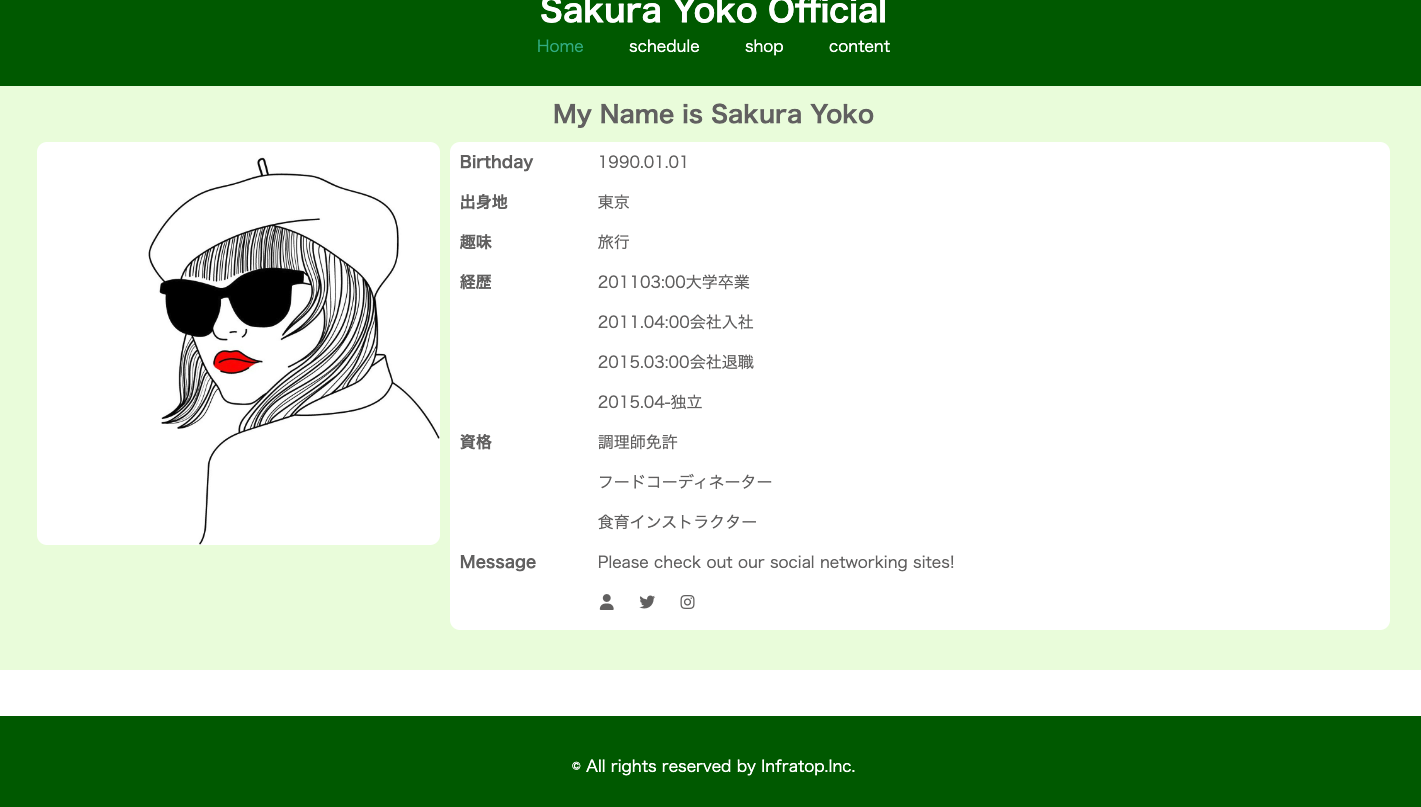 Sakura Yoko Official
Home schedule shop content
My Name is Sakura Yoko
Birthday 1990.01.01
出身地 東京
趣味 旅行
経歴 201103:00大学卒業
2011.04:00会社入社
2015.03:00会社退職
2015.04-独立
資格 調理師免許
フードコーディネーター
食育インストラクター
Message Please check out our social networking sites!
© All rights reserved by Infratop.Inc.